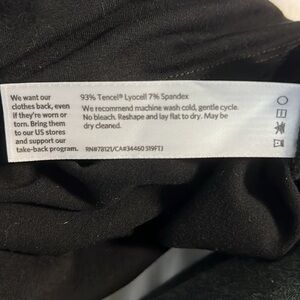 We want our
clothes back, even
if they're worn or
torn. Bring them
to our US stores
and support our
take-back program.
93% Tencel® Lyocell 7% Spandex
We recommend machine wash cold, gentle cycle.
No bleach. Reshape and lay flat to dry. May be
dry cleaned.
RN#78121/CA#34460 S19FTJ